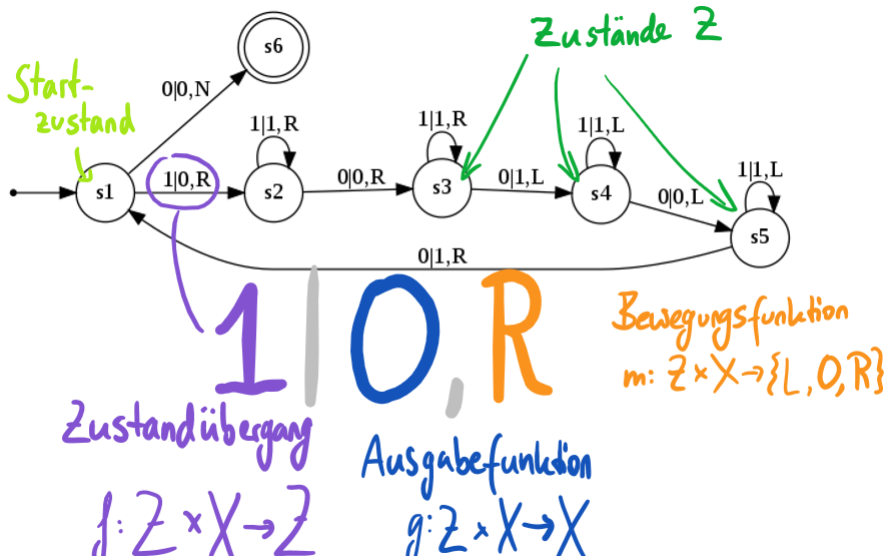 Zustände Z
s6
Start-
zustand
0|0,N
1|1,R
1|1,R
1|1,L
1|1,L
s1
1|0,R
s2
0|0,R
s3
0|1,L
s4
0|0,L
s5
0|1,R
1|0,R
Bewegungsfunktion
m: Z×X→{L,O,R}
Zustandübergang
Ausgabefunktion
f: Z×X→Z
g: Z×X→X